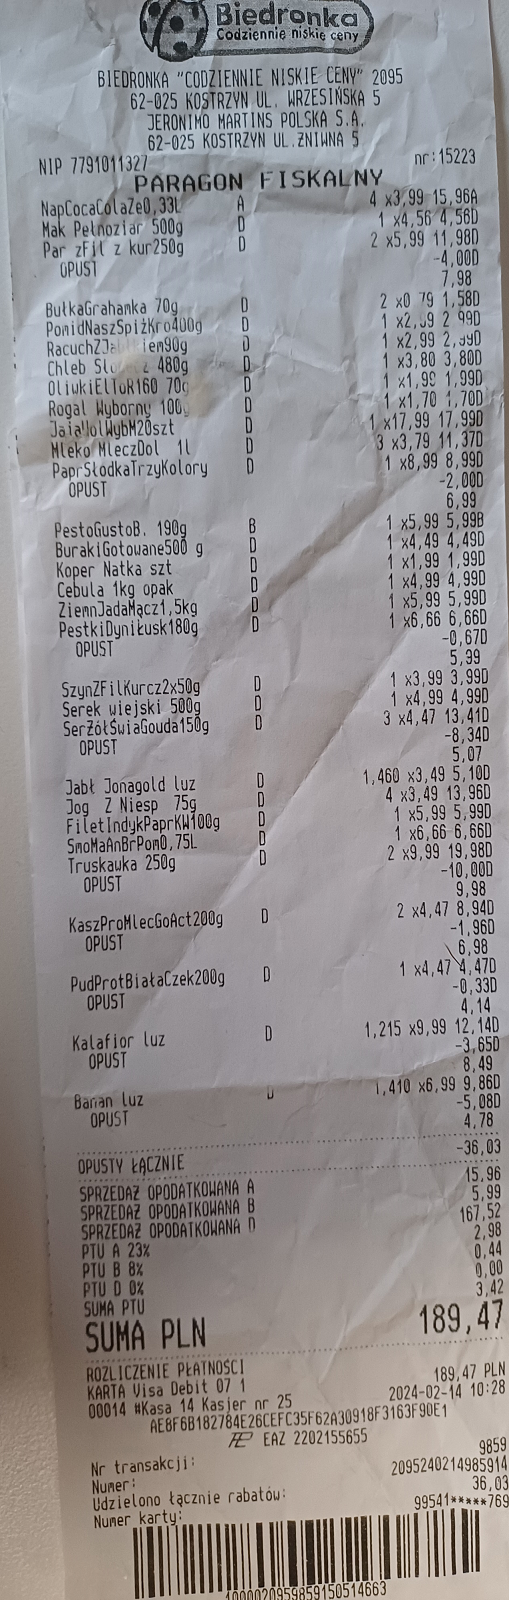 Biedronka
Codziennie niskie ceny
BIEDRONKA "CODZIENNIE NISKIE CENY" 2095
62-025 KOSTRZYN UL. WRZESIŃSKA 5
JERONIMO MARTINS POLSKA S.A.
62-025 KOSTRZYN UL.ŻNIWNA 5
NIP 7791011327 nr:15223
PARAGON FISKALNY
NapCocaColaZe0,33L A 4 x3,99 15,96A
Mak Pełnoziar 500g D 1 x4,56 4,56D
Par zFil z kur250g D 2 x5,99 11,98D
OPUST -4,00D
7,98
BułkaGrahamka 70g D 2 x0 79 1,58D
PomidNaszSpiżKro400g D 1 x2,99 2 99D
90g D 1 x2,99 2,99D
Chleb 480g D 1 x3,80 3,80D
OliwkiElToR160 70g D 1 x1,99 1,99D
Rogal Wyborny 100g D 1 x1,70 1,70D
JajaWolWybM20szt D 1 x17,99 17,99D
Mleko MleczDol 1l D 3 x3,79 11,37D
PaprSłodkaTrzyKolory D 1 x8,99 8,99D
OPUST -2,00D
6,99
PestoGustoB. 190g B 1 x5,99 5,99B
BurakiGotowane500 g D 1 x4,49 4,49D
Koper Natka szt D 1 x1,99 1,99D
Cebula 1kg opak D 1 x4,99 4,99D
ZiemnJadaMącz1,5kg D 1 x5,99 5,99D
PestkiDyniŁusk180g D 1 x6,66 6,66D
OPUST -0,67D
5,99
SzynZFilKurcz2x50g D 1 x3,99 3,99D
Serek wiejski 500g D 1 x4,99 4,99D
SerŻółŚwiaGouda150g D 3 x4,47 13,41D
OPUST -8,34D
5,07
Jabł Jonagold luz D 1,460 x3,49 5,10D
Jog Z Niesp 75g D 4 x3,49 13,96D
FiletIndykPaprKW100g D 1 x5,99 5,99D
SmoMaAnBrPom0,75L D 1 x6,66 6,66D
Truskawka 250g D 2 x9,99 19,98D
OPUST -10,00D
9,98
KaszProMlecGoAct200g D 2 x4,47 8,94D
OPUST -1,96D
6,98
PudProtBiałaCzek200g D 1 x4,47 4,47D
OPUST -0,33D
4,14
Kalafior luz D 1,215 x9,99 12,14D
OPUST -3,65D
8,49
Banan luz D 1,410 x6,99 9,86D
OPUST -5,08D
4,78
OPUSTY ŁĄCZNIE -36,03
SPRZEDAŻ OPODATKOWANA A 15,96
SPRZEDAŻ OPODATKOWANA B 5,99
SPRZEDAŻ OPODATKOWANA D 167,52
PTU A 23% 2,98
PTU B 8% 0,44
PTU D 0% 0,00
SUMA PTU 3,42
SUMA PLN 189,47
ROZLICZENIE PŁATNOŚCI
KARTA Visa Debit 07 1 189,47 PLN
00014 #Kasa 14 Kasjer nr 25 2024-02-14 10:28
AE8F6B182784E26CEFC35F62A30918F3163F90E1
EAZ 2202155655
Nr transakcji: 9859
Numer: 2095240214985914
Udzielono łącznie rabatów: 36,03
Numer karty: 99541*****769
1000020959859150514663